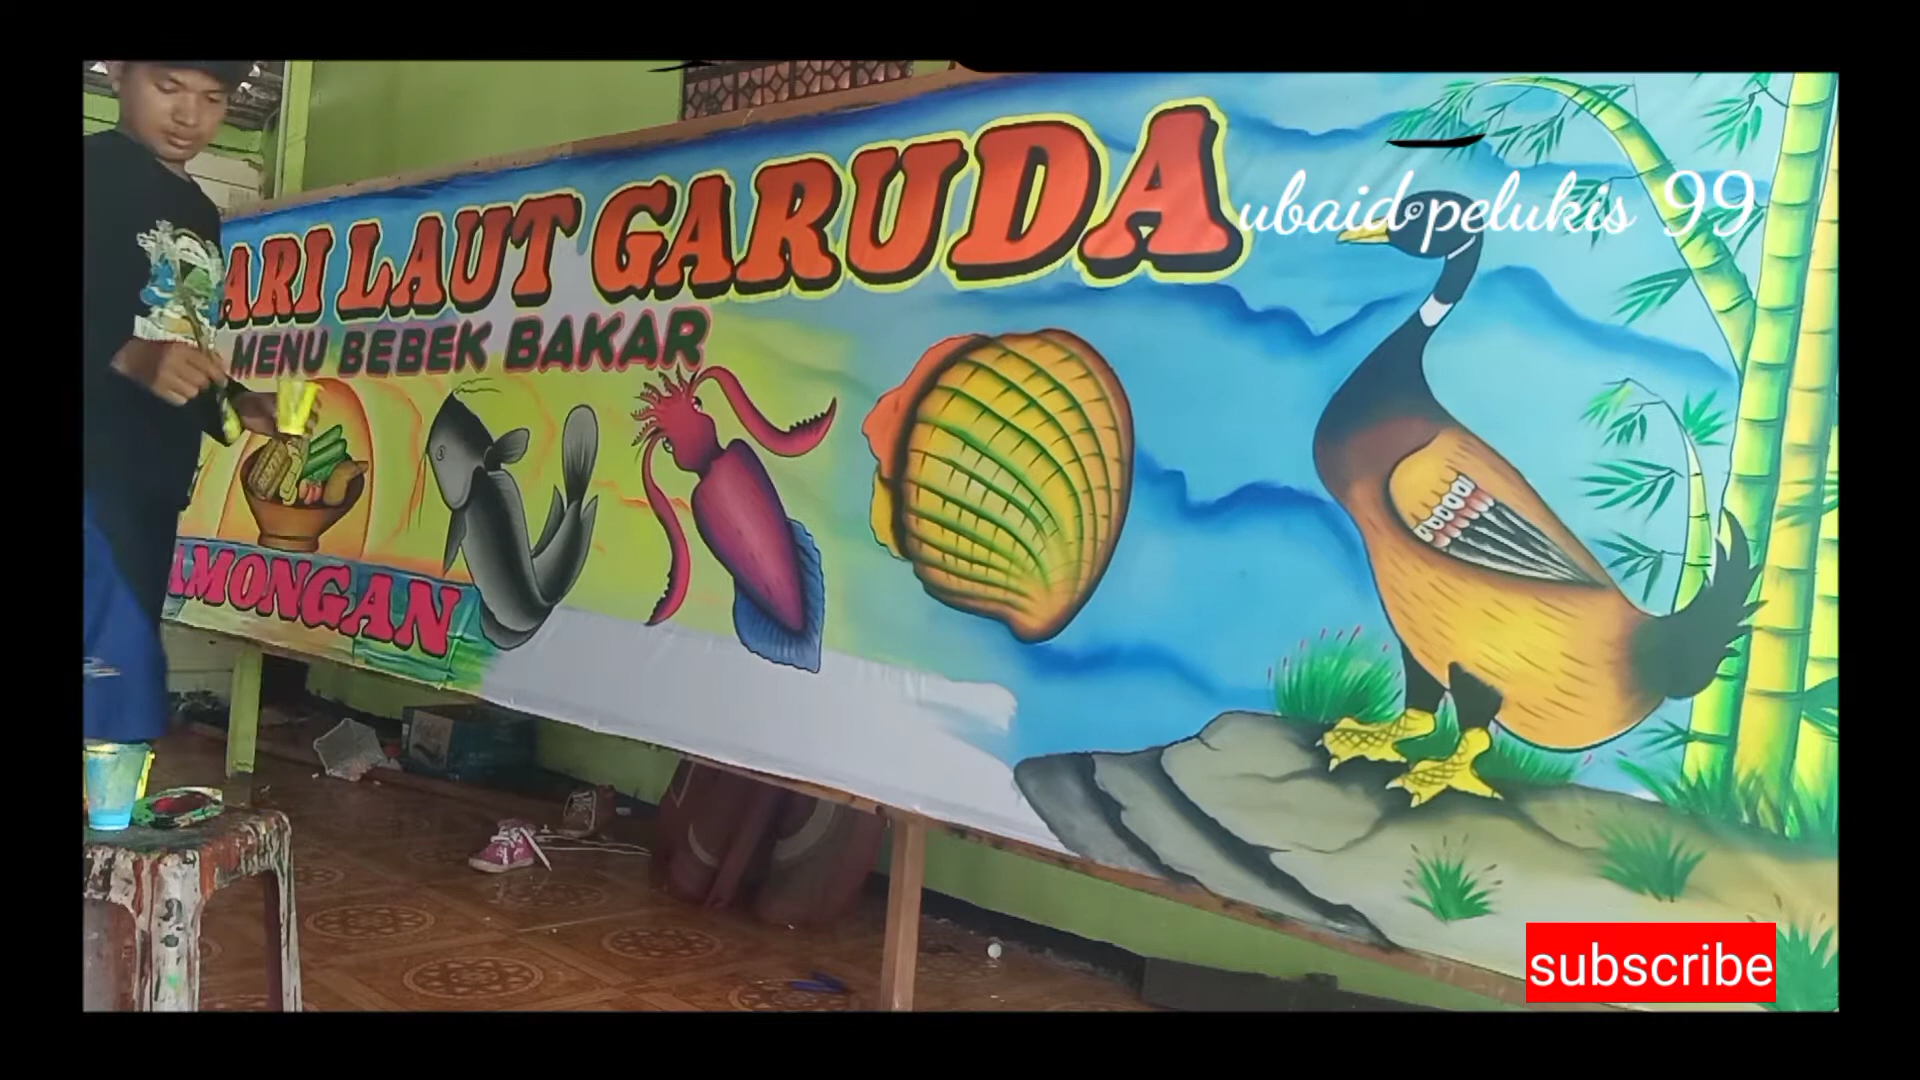 ARI LAUT GARUDA
ubaid pelukis 99
MENU BEBEK BAKAR
AMONGAN
subscribe